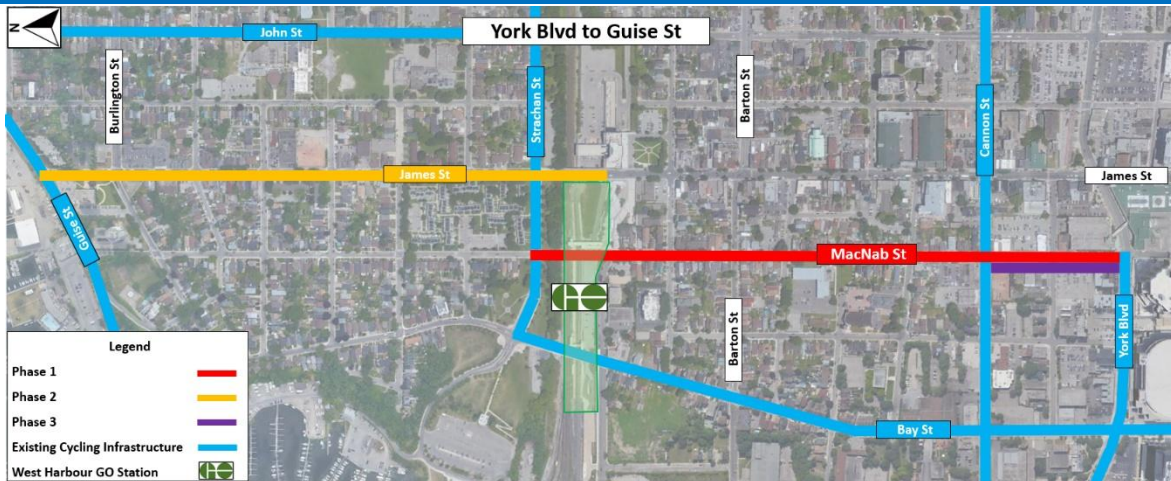 N
York Blvd to Guise St
John St
Burlington St
Strachan St
Barton St
Cannon St
James St
James St
Guise St
MacNab St
Barton St
York Blvd
Bay St
Legend
Phase 1
Phase 2
Phase 3
Existing Cycling Infrastructure
West Harbour GO Station
GO
GO